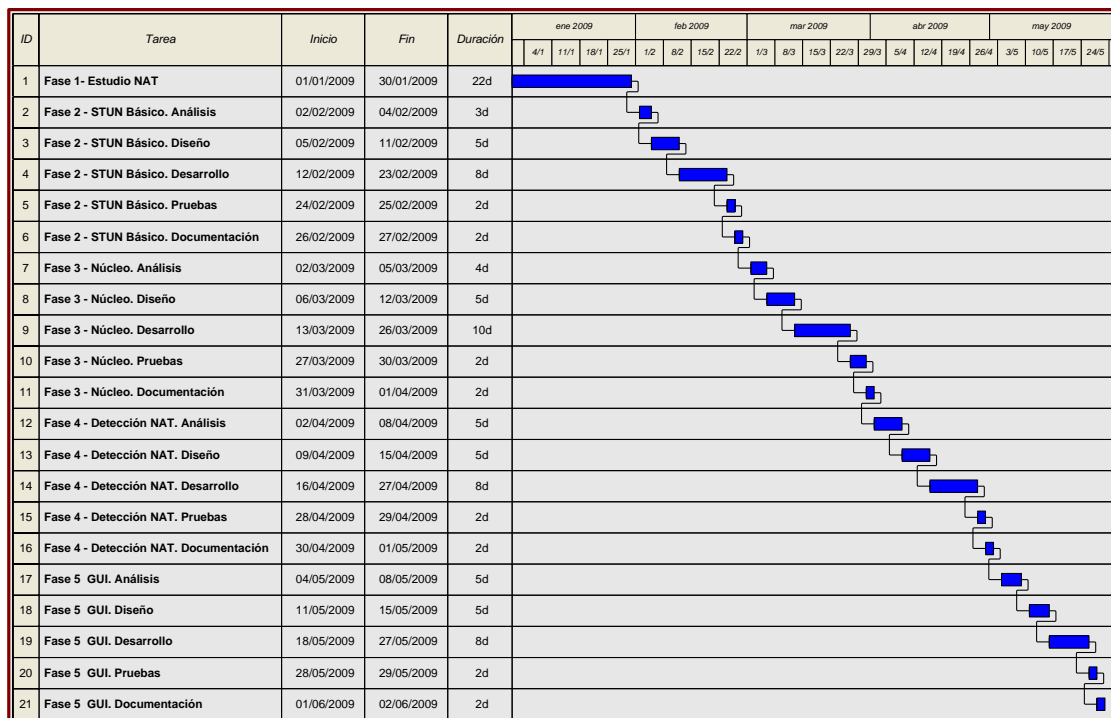 ID Tarea Inicio Fin Duración ene 2009 feb 2009 mar 2009 abr 2009 may 2009
4/1 11/1 18/1 25/1 1/2 8/2 15/2 22/2 1/3 8/3 15/3 22/3 29/3 5/4 12/4 19/4 26/4 3/5 10/5 17/5 24/5
1 Fase 1- Estudio NAT 01/01/2009 30/01/2009 22d
2 Fase 2 - STUN Básico. Análisis 02/02/2009 04/02/2009 3d
3 Fase 2 - STUN Básico. Diseño 05/02/2009 11/02/2009 5d
4 Fase 2 - STUN Básico. Desarrollo 12/02/2009 23/02/2009 8d
5 Fase 2 - STUN Básico. Pruebas 24/02/2009 25/02/2009 2d
6 Fase 2 - STUN Básico. Documentación 26/02/2009 27/02/2009 2d
7 Fase 3 - Núcleo. Análisis 02/03/2009 05/03/2009 4d
8 Fase 3 - Núcleo. Diseño 06/03/2009 12/03/2009 5d
9 Fase 3 - Núcleo. Desarrollo 13/03/2009 26/03/2009 10d
10 Fase 3 - Núcleo. Pruebas 27/03/2009 30/03/2009 2d
11 Fase 3 - Núcleo. Documentación 31/03/2009 01/04/2009 2d
12 Fase 4 - Detección NAT. Análisis 02/04/2009 08/04/2009 5d
13 Fase 4 - Detección NAT. Diseño 09/04/2009 15/04/2009 5d
14 Fase 4 - Detección NAT. Desarrollo 16/04/2009 27/04/2009 8d
15 Fase 4 - Detección NAT. Pruebas 28/04/2009 29/04/2009 2d
16 Fase 4 - Detección NAT. Documentación 30/04/2009 01/05/2009 2d
17 Fase 5 GUI. Análisis 04/05/2009 08/05/2009 5d
18 Fase 5 GUI. Diseño 11/05/2009 15/05/2009 5d
19 Fase 5 GUI. Desarrollo 18/05/2009 27/05/2009 8d
20 Fase 5 GUI. Pruebas 28/05/2009 29/05/2009 2d
21 Fase 5 GUI. Documentación 01/06/2009 02/06/2009 2d